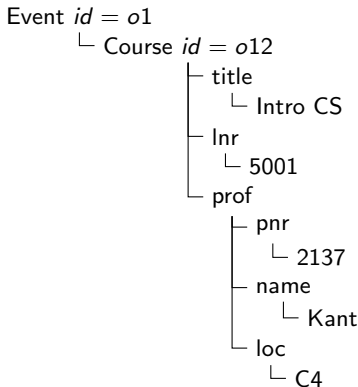 Event id = o1
Course id = o12
title
Intro CS
lnr
5001
prof
pnr
2137
name
Kant
loc
C4